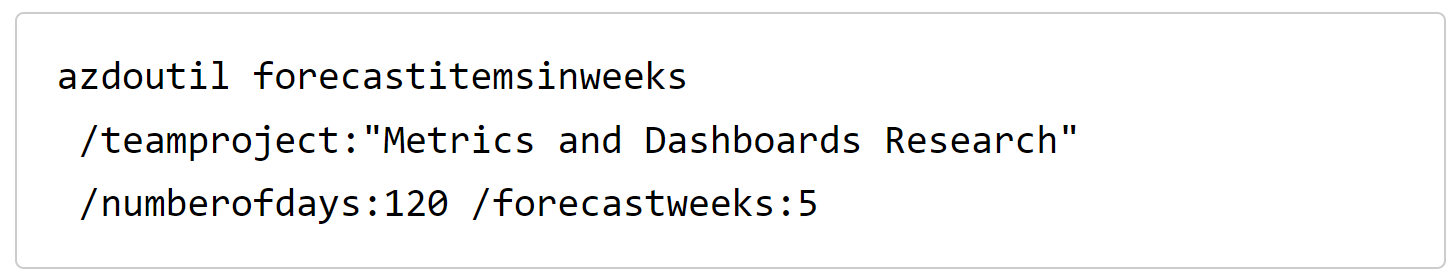 azdoutil forecastitemsinweeks
/teamproject:"Metrics and Dashboards Research"
/numberofdays:120 /forecastweeks:5